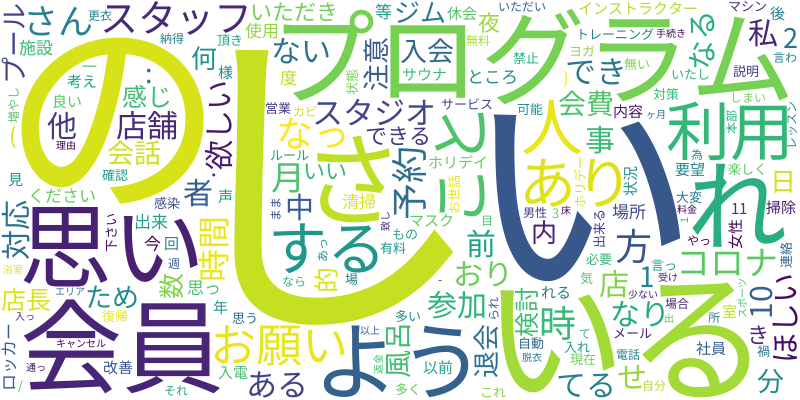 プール
さん
スタッフ
更衣
休会
等
いただき
ジム
夜
インストラクター
いただい
マシン
後
施設
納得
頂き
使用
無料
ヨガ
トレーニング
手続き
言わ
の
し
プログラム
何
ない
注意
入会
サウナ
ところ
でき
なる
私
2
考え
様
度
状態
禁止
無い
いたし
説明
増やし
良い
感じ
…
欲しい
営業
カビ
なっ
スタジオ
できる
サービス
可能
会費
内容
対策
しまい
本部
ヶ月
レッスン
他
店舗
理由
会話
確認
ルール
いい
ホリデイ
とこ
人
事
利用
為
要望
楽しく
見
ください
者
感染
声
月
清掃
予約
お世話
ホリデー
あり
状況
日
大変
掃除
対応
思い
下さい
出来
今
回
時間
週
まま
中
あっ
さ
する
マスク
有料
致し
目
前
男性
3
床
内
出来る
場所
方
料金
11
女性
やっ
連絡
いい
れ
店長
ため
数
思っ
的
場
なら
もの
おり
必要
言っ
店
気
コロナ
受け
浴室
エリア
復帰
年
参加
多い
られ
検討
時
れる
なり
1
少ない
場合
スポーツ
10
ほしい
ロッカー
入っ
改善
お願い
思う
以上
以前
退会
自動
入れ
て
メール
き
所
出
禍
通っ
キャンセル
入電
ある
よう
風呂
返金
多く
これ
脱衣
現在
電話
てる
せ
自分
社員
分
それ
会員
いる